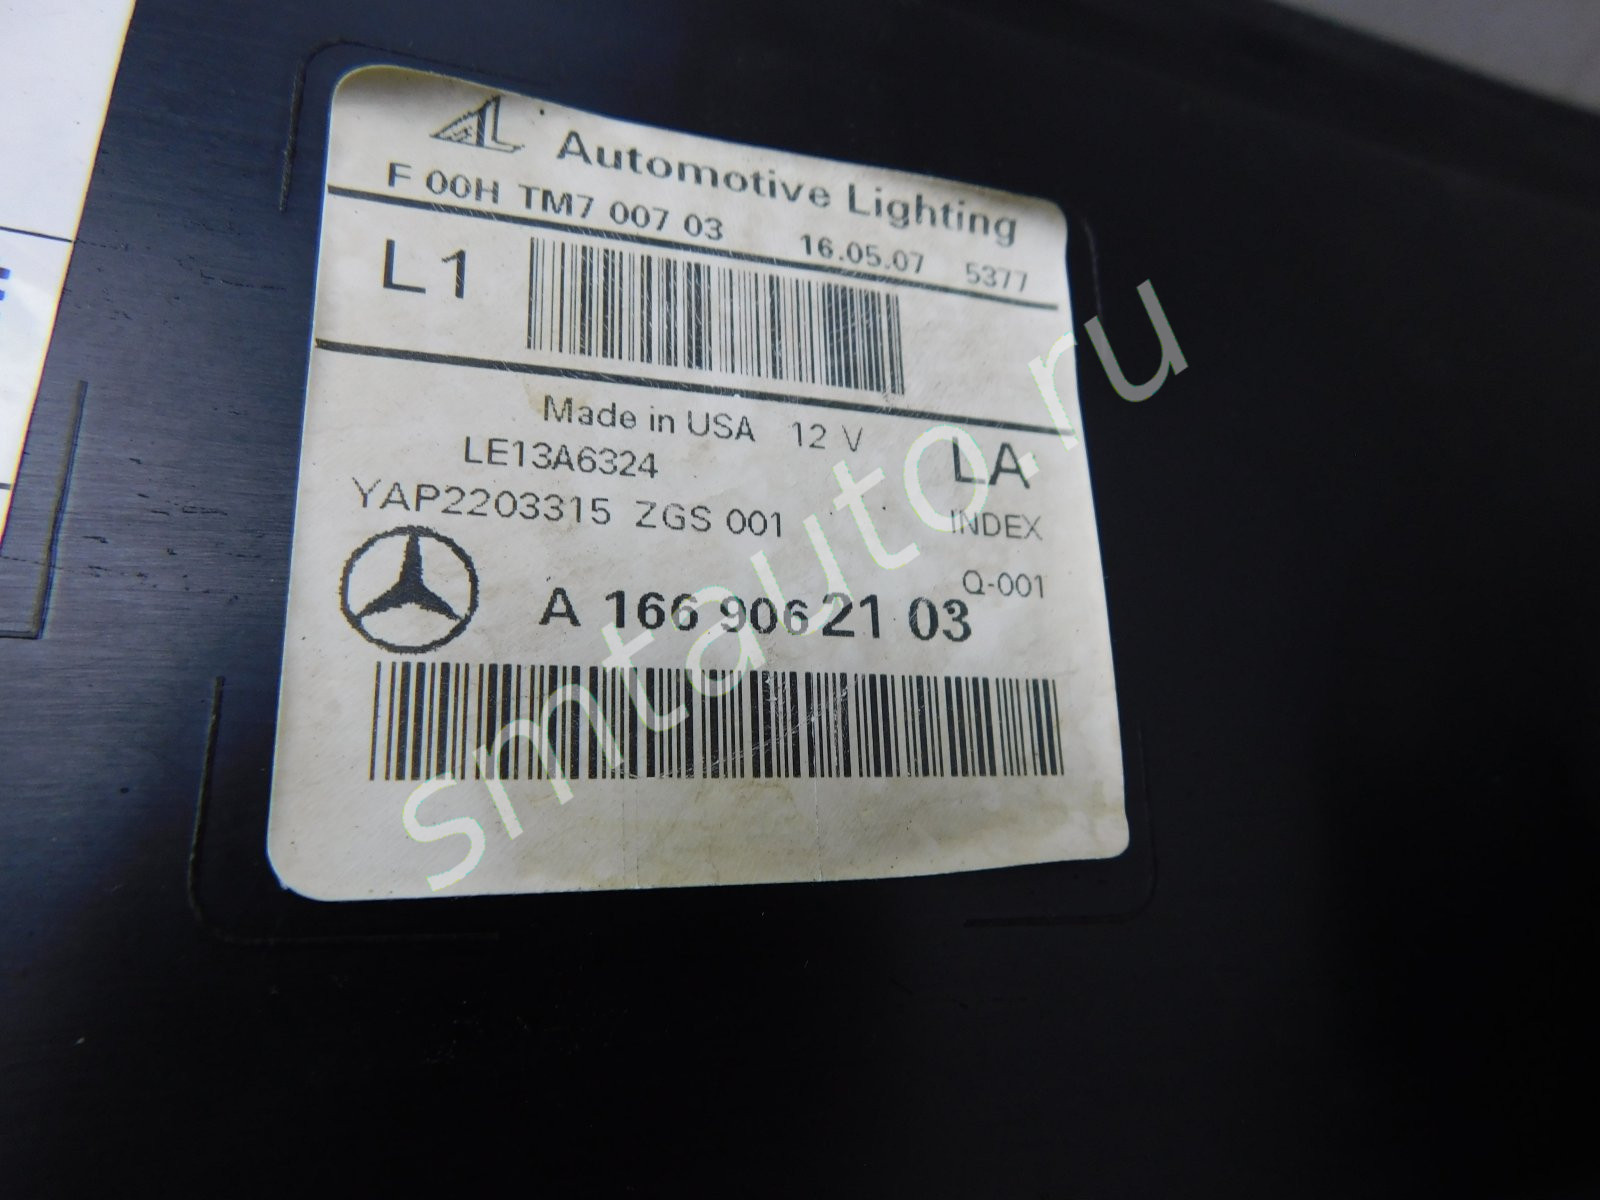 AL Automotive Lighting
F 00H TM7 007 03 16.05.07 5377
L1
Made in USA 12 V
LE13A6324 LA
YAP2203315 ZGS 001 INDEX
Q-001
A 166 906 21 03
smtauto.ru